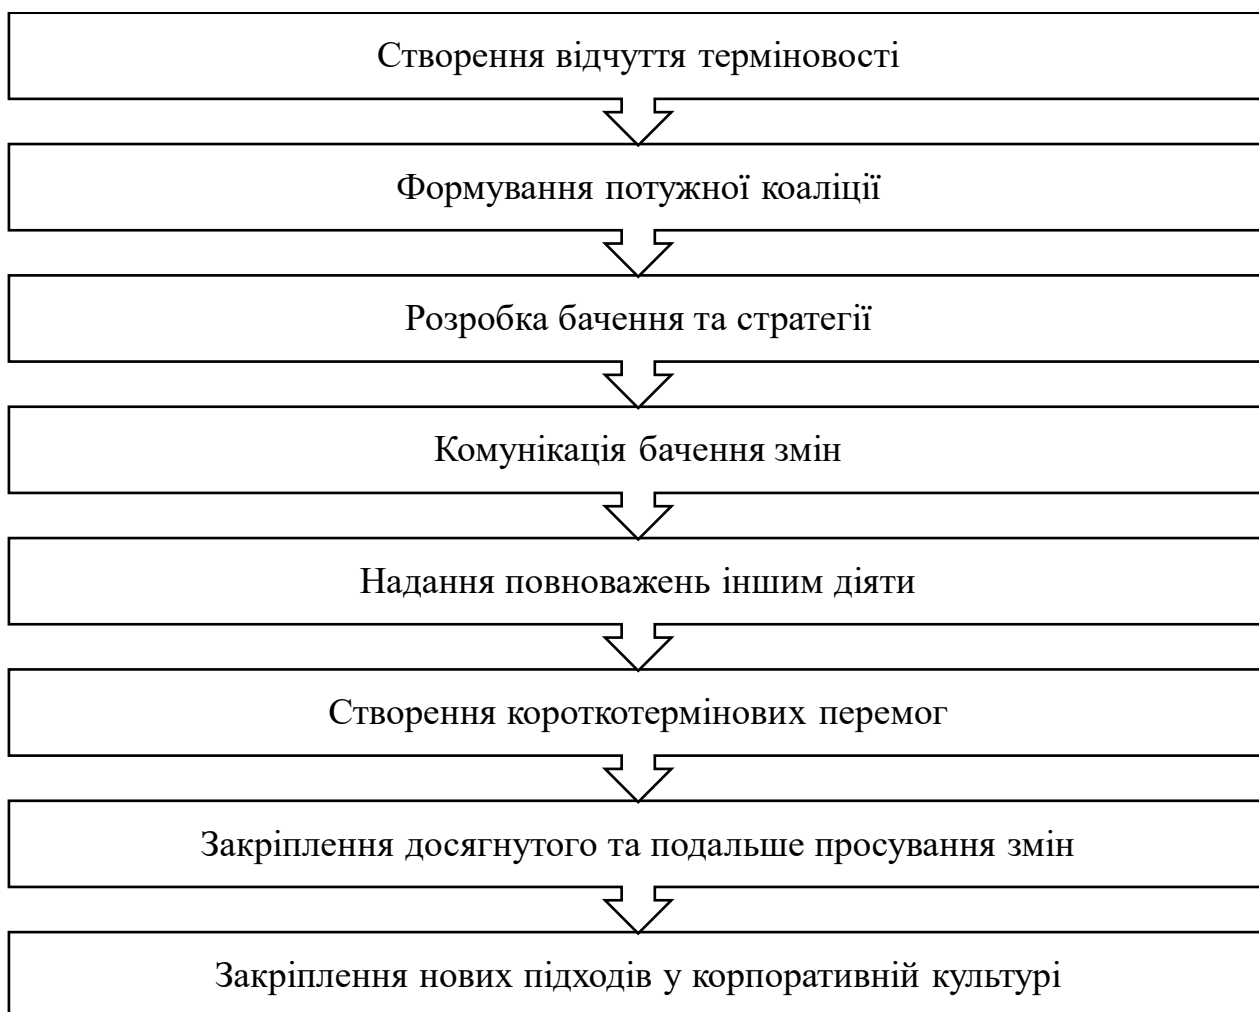 Створення відчуття терміновості
Формування потужної коаліції
Розробка бачення та стратегії
Комунікація бачення змін
Надання повноважень іншим діяти
Створення короткотермінових перемог
Закріплення досягнутого та подальше просування змін
Закріплення нових підходів у корпоративній культурі